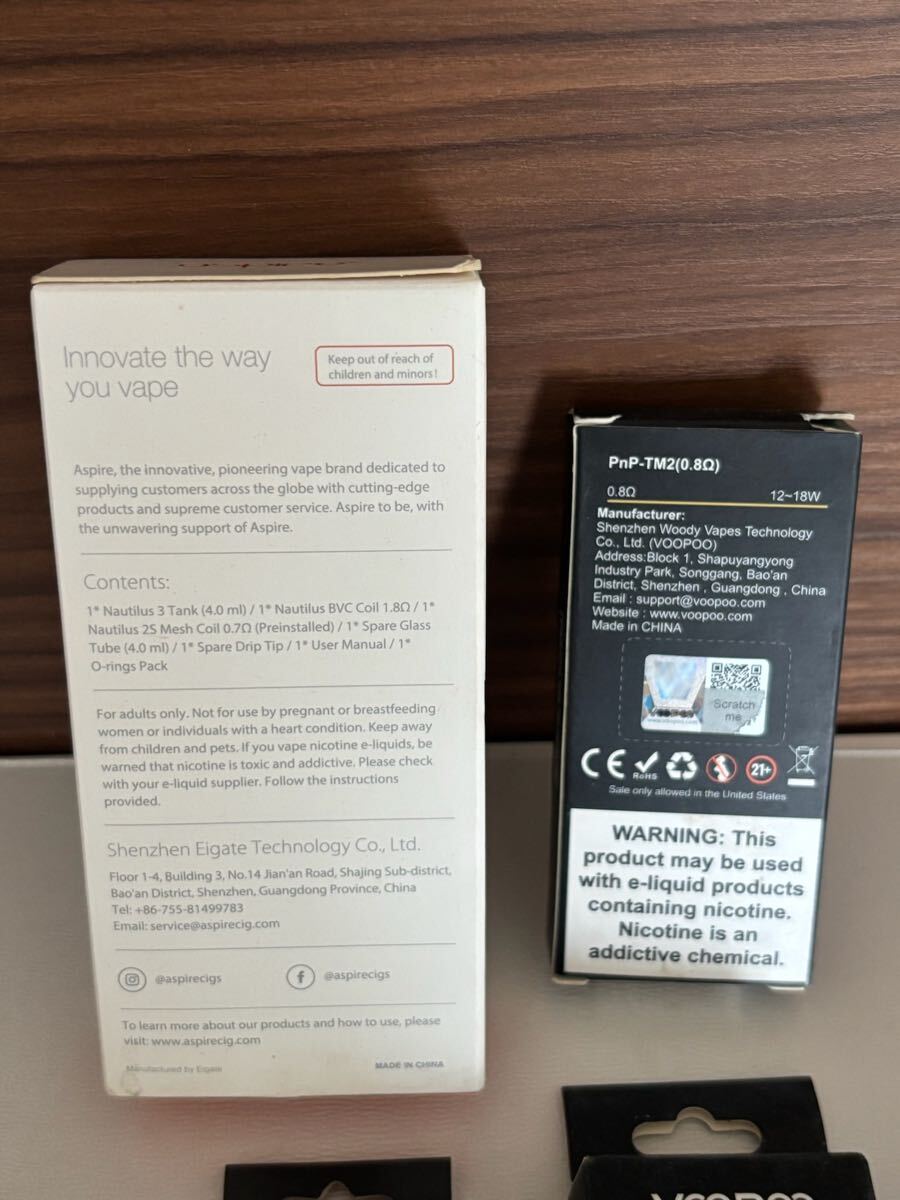 Innovate the way
you vape
Keep out of reach of
children and minors!
Aspire, the innovative, pioneering vape brand dedicated to
supplying customers across the globe with cutting-edge
products and supreme customer service. Aspire to be, with
the unwavering support of Aspire.
Contents:
1* Nautilus 3 Tank (4.0 ml) / 1* Nautilus BVC Coil 1.8Ω / 1*
Nautilus 2S Mesh Coil 0.7Ω (Preinstalled) / 1* Spare Glass
Tube (4.0 ml) / 1* Spare Drip Tip / 1* User Manual / 1*
O-rings Pack
For adults only. Not for use by pregnant or breastfeeding
women or individuals with a heart condition. Keep away
from children and pets. If you vape nicotine e-liquids, be
warned that nicotine is toxic and addictive. Please check
with your e-liquid supplier. Follow the instructions
provided.
Shenzhen Eigate Technology Co., Ltd.
Floor 1-4, Building 3, No.14 Jian'an Road, Shajing Sub-district,
Bao'an District, Shenzhen, Guangdong Province, China
Tel: +86-755-81499783
Email: service@aspirecig.com
@aspirecigs
@aspirecigs
To learn more about our products and how to use, please
visit: www.aspirecig.com
Manufactured by Eigate
MADE IN CHINA
PnP-TM2(0.8Ω)
0.8Ω 12~18W
Manufacturer:
Shenzhen Woody Vapes Technology
Co., Ltd. (VOOPOO)
Address:Block 1, Shapuyangyong
Industry Park, Songgang, Bao'an
District, Shenzhen , Guangdong , China
Email : support@voopoo.com
Website : www.voopoo.com
Made in CHINA
www.voopoo.com
Scratch
me
CE
RoHS
21+
Sale only allowed in the United States
WARNING: This
product may be used
with e-liquid products
containing nicotine.
Nicotine is an
addictive chemical.
VOOPOO